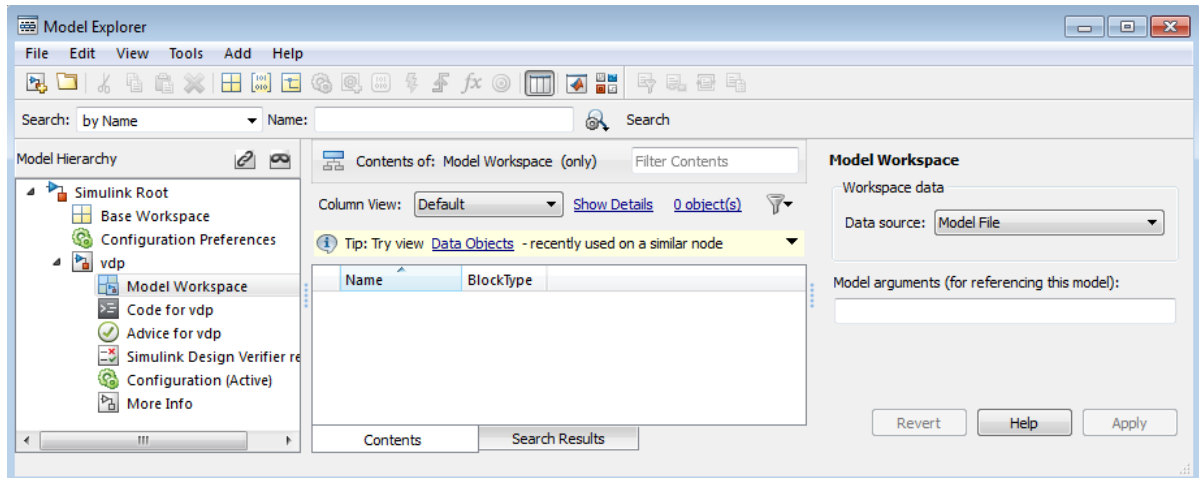 Model Explorer
File Edit View Tools Add Help
Search: by Name Name: Search
Model Hierarchy
Simulink Root
Base Workspace
Configuration Preferences
vdp
Model Workspace
Code for vdp
Advice for vdp
Simulink Design Verifier re
Configuration (Active)
More Info
Contents of: Model Workspace (only) Filter Contents
Column View: Default Show Details 0 object(s)
Tip: Try view Data Objects - recently used on a similar node
Name BlockType
Contents Search Results
Model Workspace
Workspace data
Data source: Model File
Model arguments (for referencing this model):
Revert Help Apply